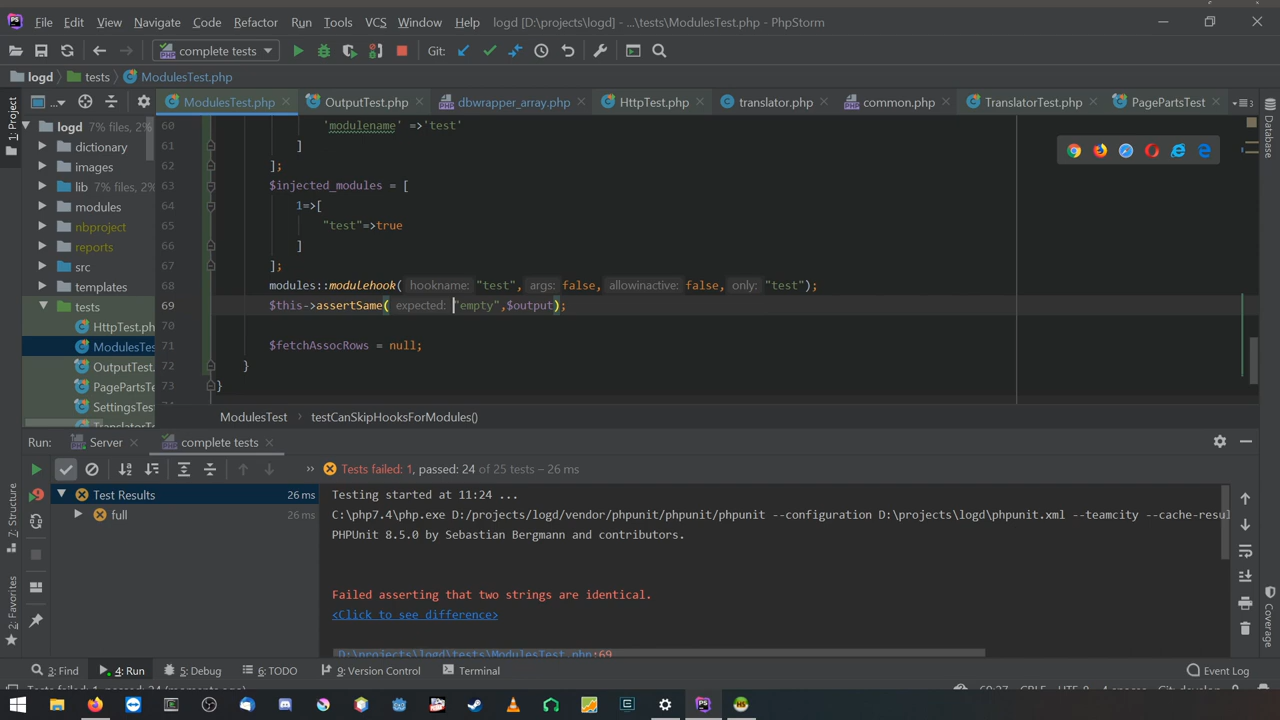 File Edit View Navigate Code Refactor Run Tools VCS Window Help logd [D:\projects\logd] - ...\tests\ModulesTest.php - PhpStorm
complete tests Git:
logd tests ModulesTest.php
1: Project ... ModulesTest.php OutputTest.php dbwrapper_array.php HttpTest.php translator.php common.php TranslatorTest.php PagePartsTest Database
logd 7% files, 2%
dictionary
images
lib 7% files, 2%
modules
nbproject
reports
src
templates
tests
HttpTest.ph
ModulesTes
OutputTest.
PagePartsTe
SettingsTest
60 'modulename' =>'test'
61 ]
62 ];
63 $injected_modules = [
64 1=>[
65 "test"=>true
66 ]
67 ];
68 modules::modulehook( hookname: "test", args: false, allowinactive: false, only: "test");
69 $this->assertSame( expected: "empty",$output);
70
71 $fetchAssocRows = null;
72 }
73 }
ModulesTest testCanSkipHooksForModules()
Run: Server complete tests
Tests failed: 1, passed: 24 of 25 tests – 26 ms
Test Results 26 ms
full 26 ms
Testing started at 11:24 ...
C:\php7.4\php.exe D:/projects/logd/vendor/phpunit/phpunit/phpunit --configuration D:\projects\logd\phpunit.xml --teamcity --cache-resul
PHPUnit 8.5.0 by Sebastian Bergmann and contributors.
Failed asserting that two strings are identical.
<Click to see difference>
D:\projects\logd\tests\ModulesTest.php:69
7: Structure
2: Favorites
Coverage
3: Find 4: Run 5: Debug 6: TODO 9: Version Control Terminal Event Log